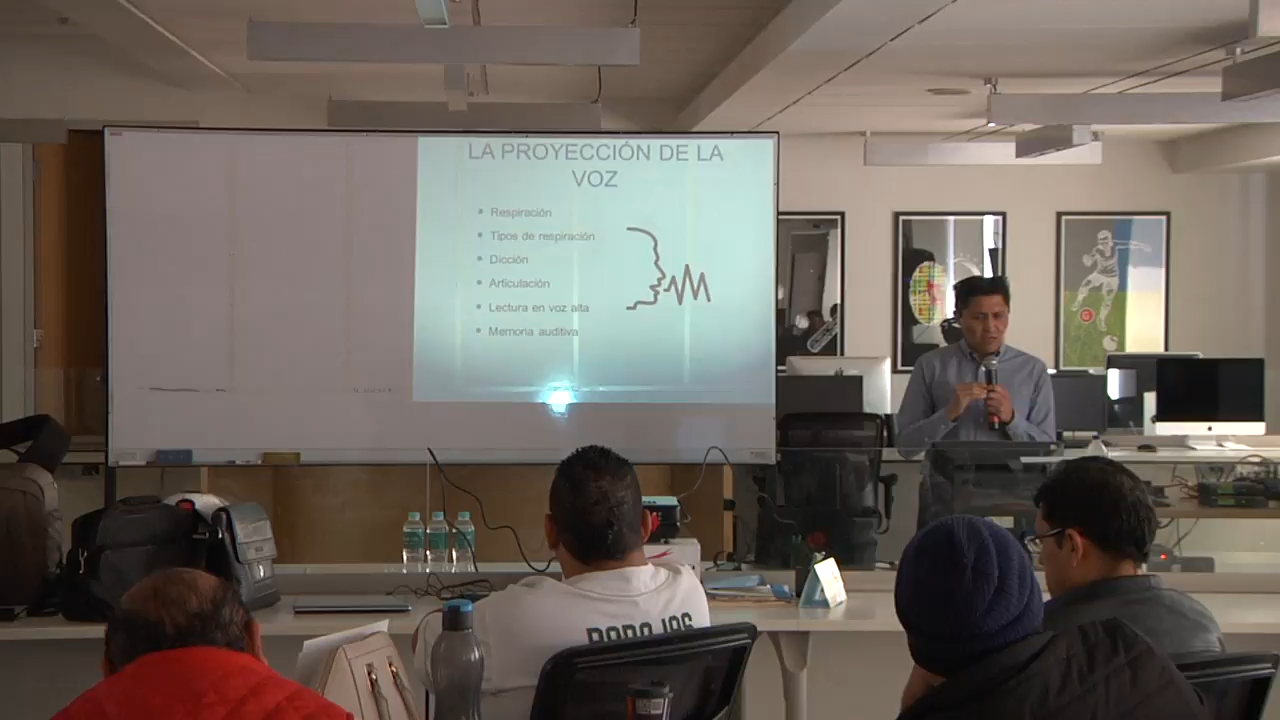 LA PROYECCIÓN DE LA
VOZ
Respiración
Tipos de respiración
Dicción
Articulación
Lectura en voz alta
Memoria auditiva
G